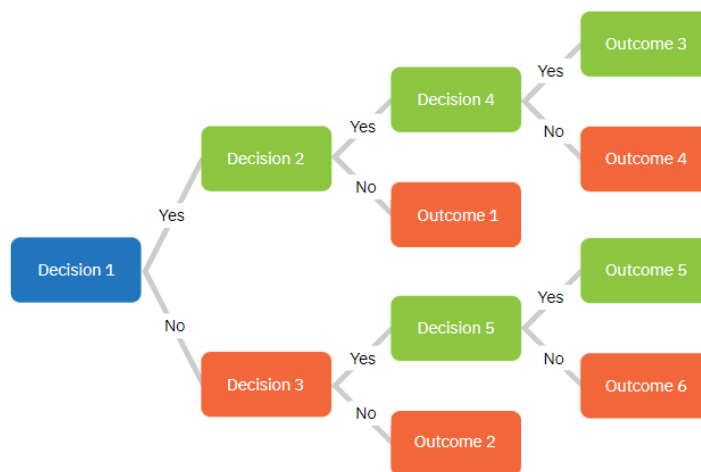 Outcome 3
Yes
Decision 4
Yes
No
Decision 2
Outcome 4
No
Yes
Outcome 1
Decision 1
Outcome 5
Yes
No
Decision 5
Yes
No
Decision 3
Outcome 6
No
Outcome 2